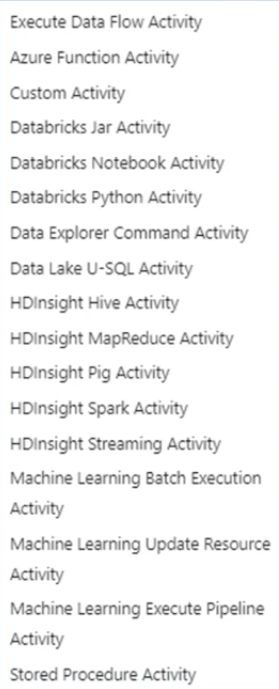 Execute Data Flow Activity
Azure Function Activity
Custom Activity
Databricks Jar Activity
Databricks Notebook Activity
Databricks Python Activity
Data Explorer Command Activity
Data Lake U-SQL Activity
HDInsight Hive Activity
HDInsight MapReduce Activity
HDInsight Pig Activity
HDInsight Spark Activity
HDInsight Streaming Activity
Machine Learning Batch Execution
Activity
Machine Learning Update Resource
Activity
Machine Learning Execute Pipeline
Activity
Stored Procedure Activity